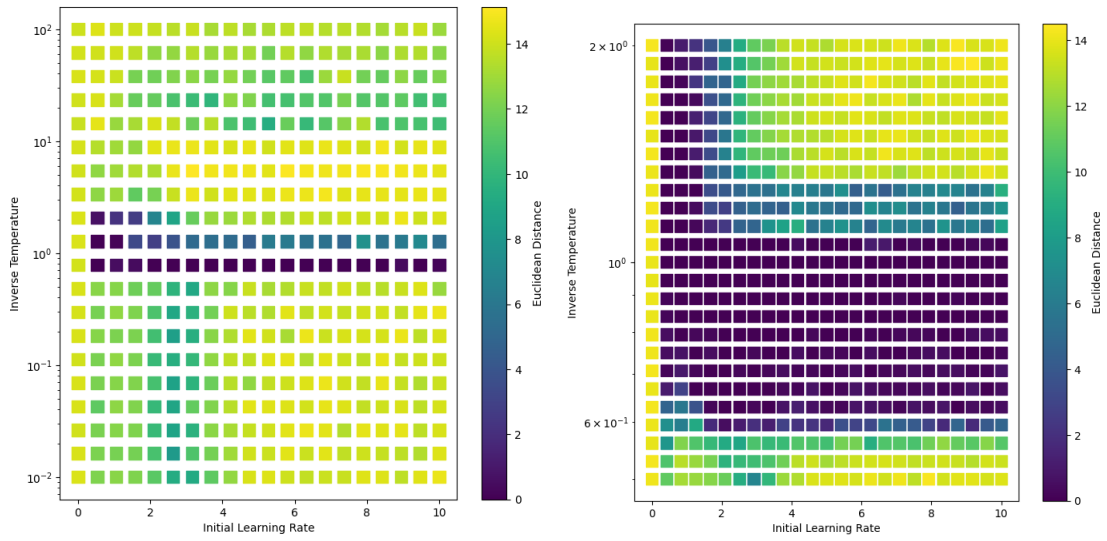 10²
10¹
10⁰
10⁻¹
10⁻²
Inverse Temperature
0 2 4 6 8 10
Initial Learning Rate
14
12
10
8
6
4
2
0
Euclidean Distance
2 × 10⁰
10⁰
6 × 10⁻¹
Inverse Temperature
0 2 4 6 8 10
Initial Learning Rate
14
12
10
8
6
4
2
0
Euclidean Distance